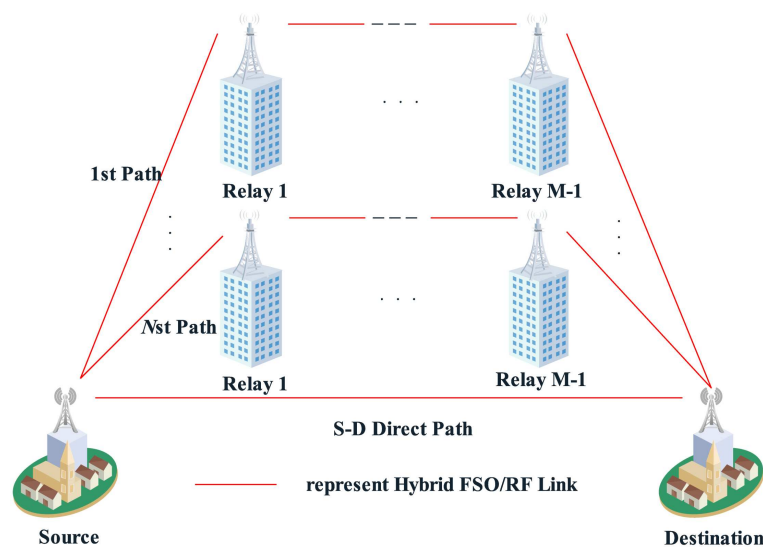 1st Path
Relay 1
Relay M-1
Nst Path
Relay 1
Relay M-1
S-D Direct Path
represent Hybrid FSO/RF Link
Source
Destination